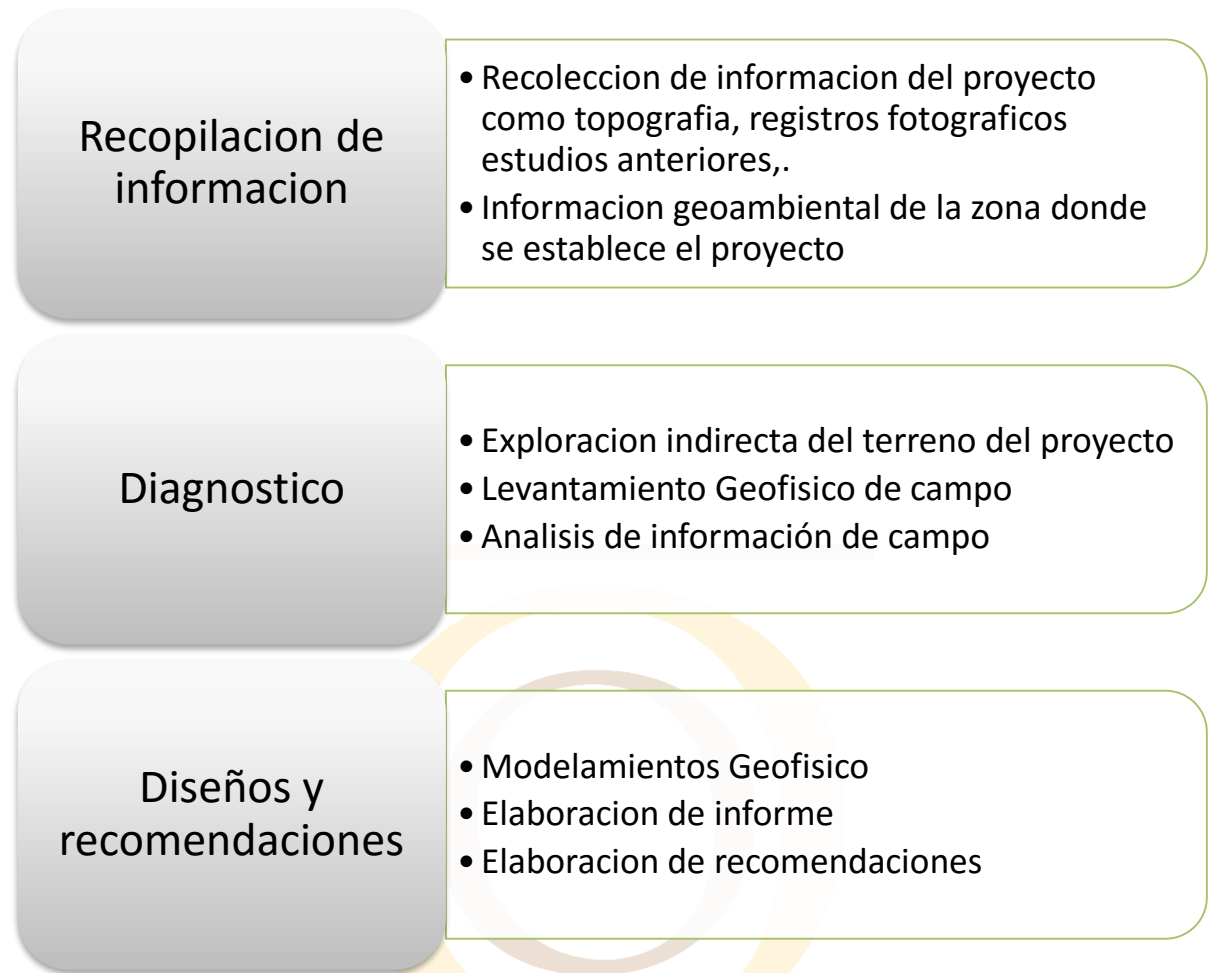 Recopilacion de
informacion
• Recoleccion de informacion del proyecto
como topografia, registros fotograficos
estudios anteriores,.
• Informacion geoambiental de la zona donde
se establece el proyecto
Diagnostico
• Exploracion indirecta del terreno del proyecto
• Levantamiento Geofisico de campo
• Analisis de información de campo
Diseños y
recomendaciones
• Modelamientos Geofisico
• Elaboracion de informe
• Elaboracion de recomendaciones